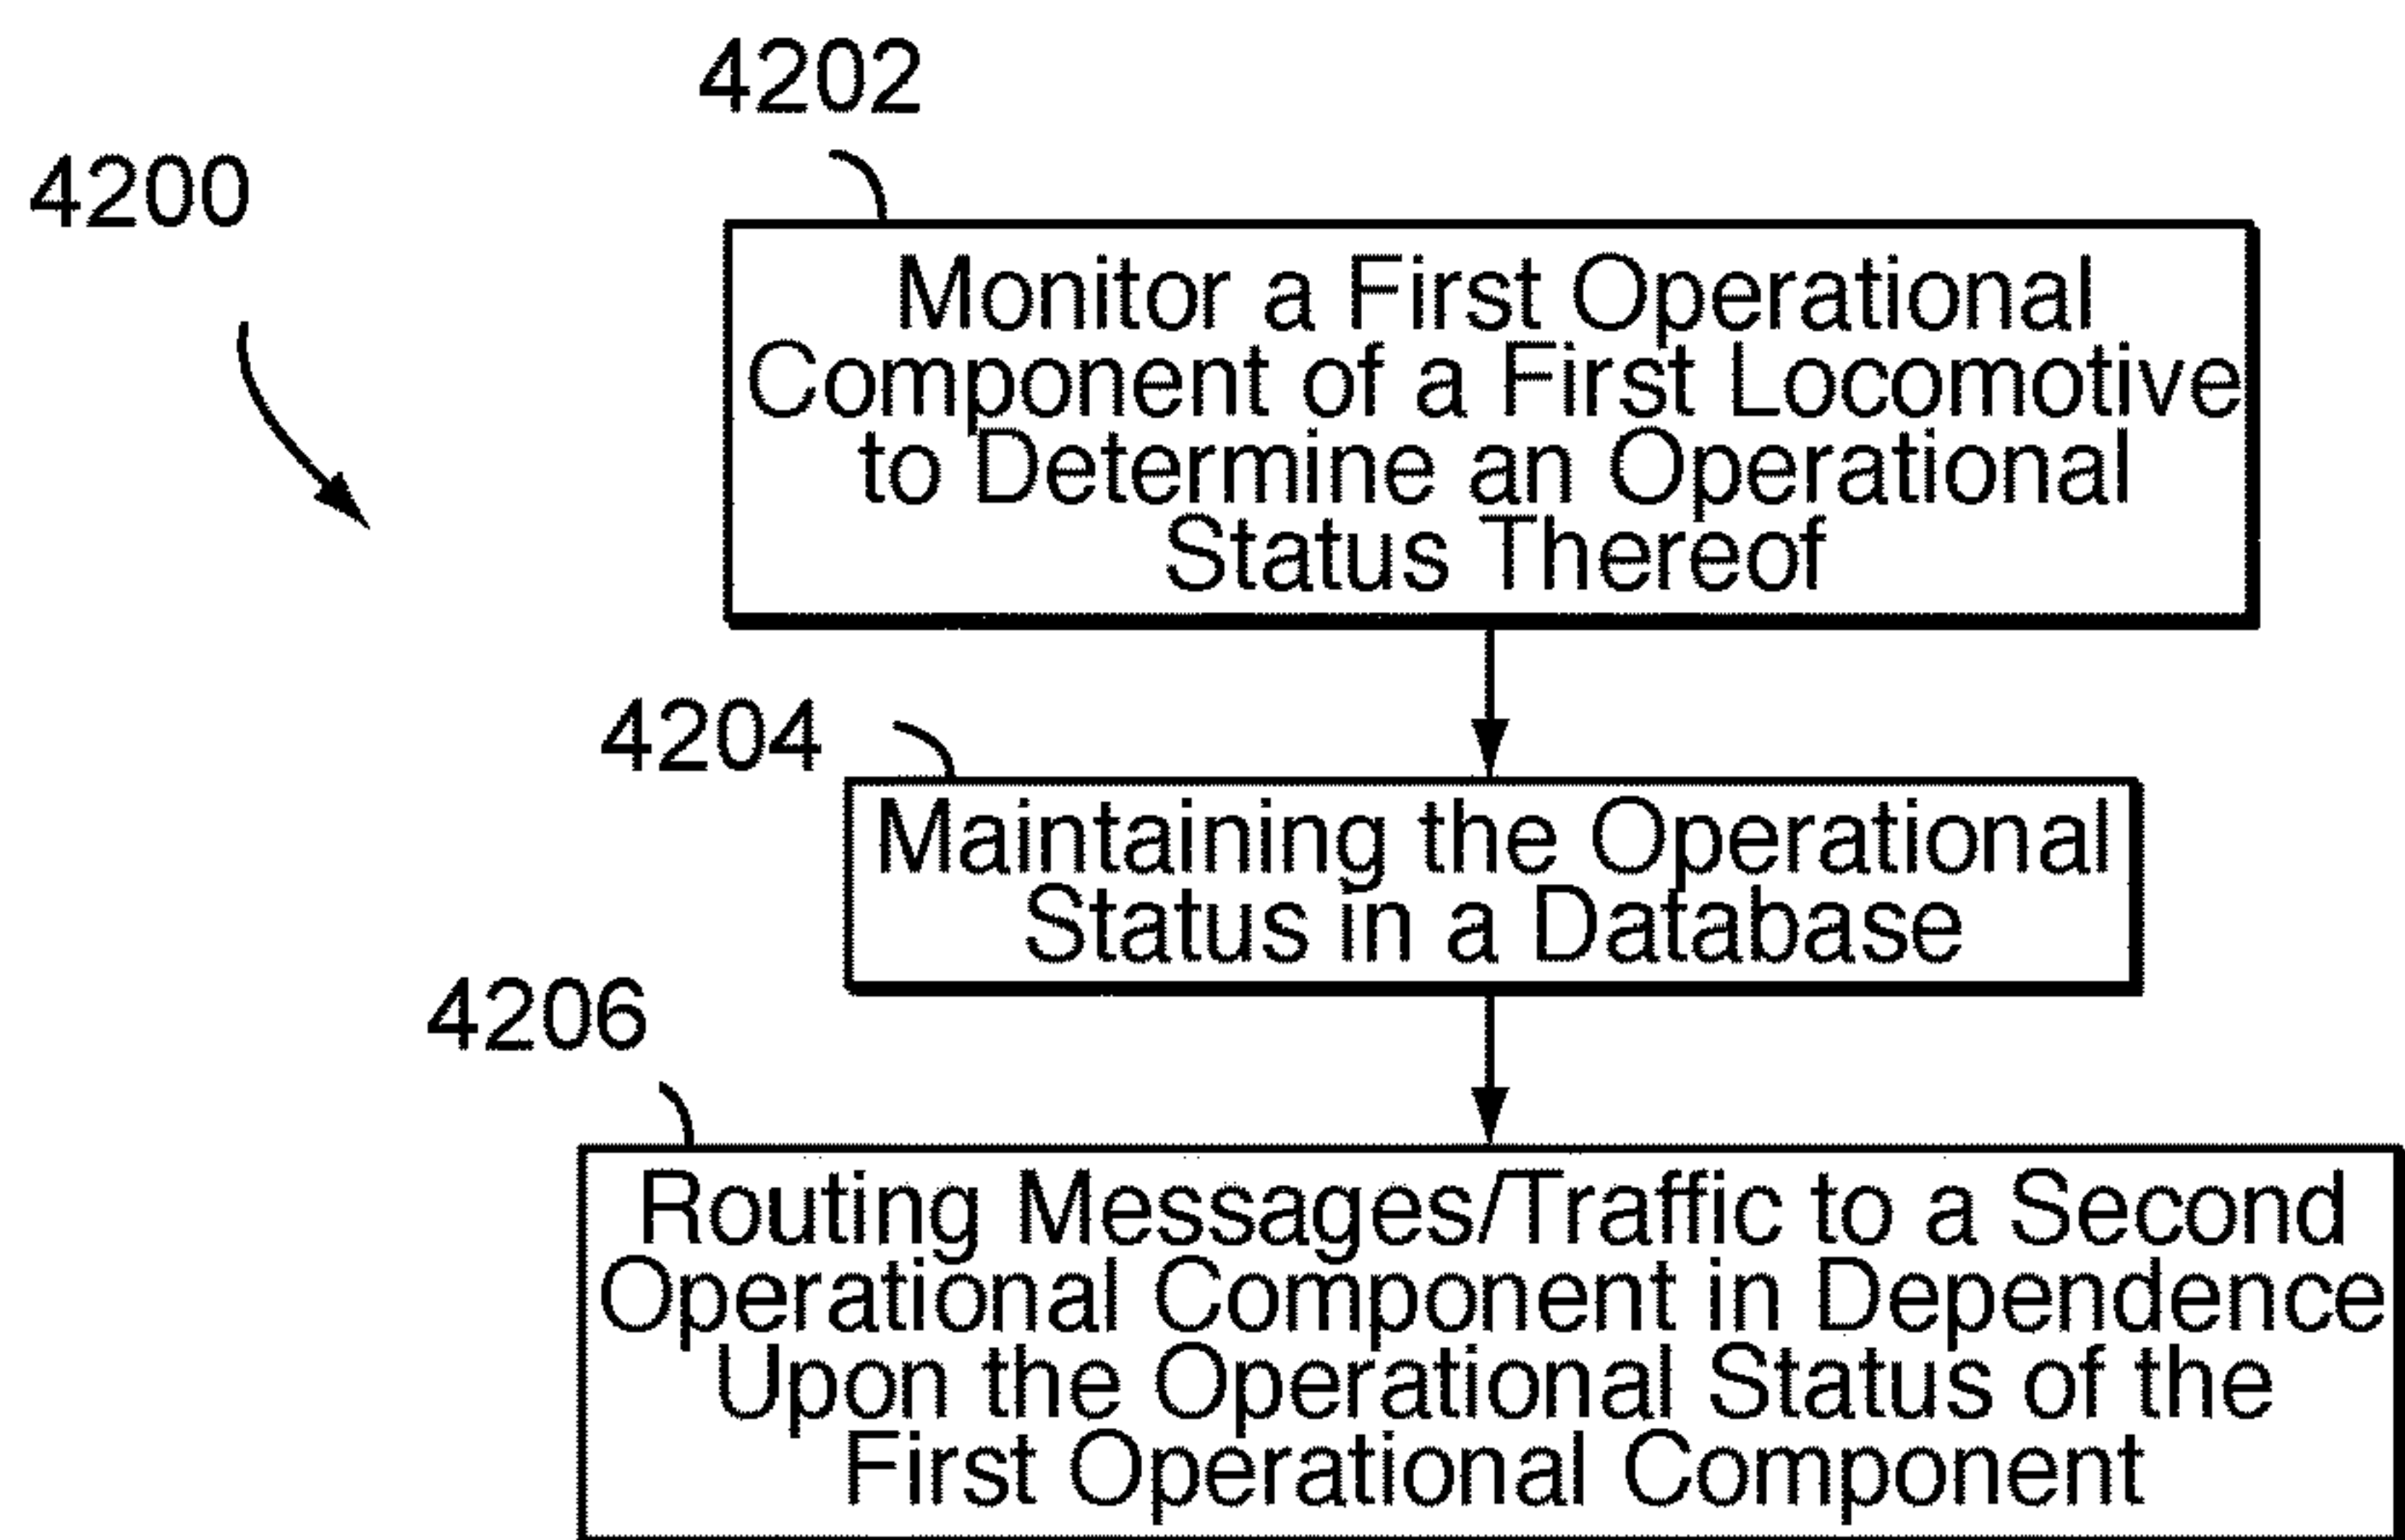 4202
4200
Monitor a First Operational
Component of a First Locomotive
to Determine an Operational
Status Thereof
4204
Maintaining the Operational
Status in a Database
4206
Routing Messages/Traffic to a Second
Operational Component in Dependence
Upon the Operational Status of the
First Operational Component